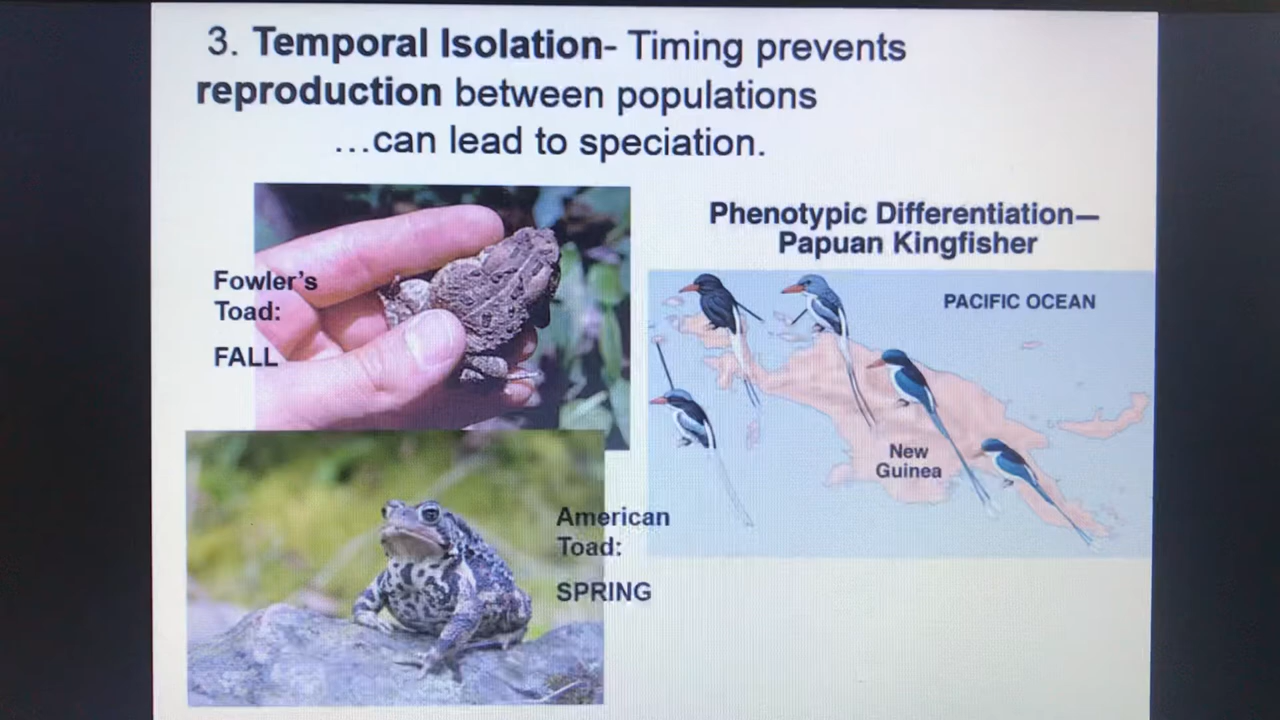 3. Temporal Isolation- Timing prevents
reproduction between populations
...can lead to speciation.
Fowler's
Toad:
FALL
American
Toad:
SPRING
Phenotypic Differentiation—
Papuan Kingfisher
PACIFIC OCEAN
New
Guinea